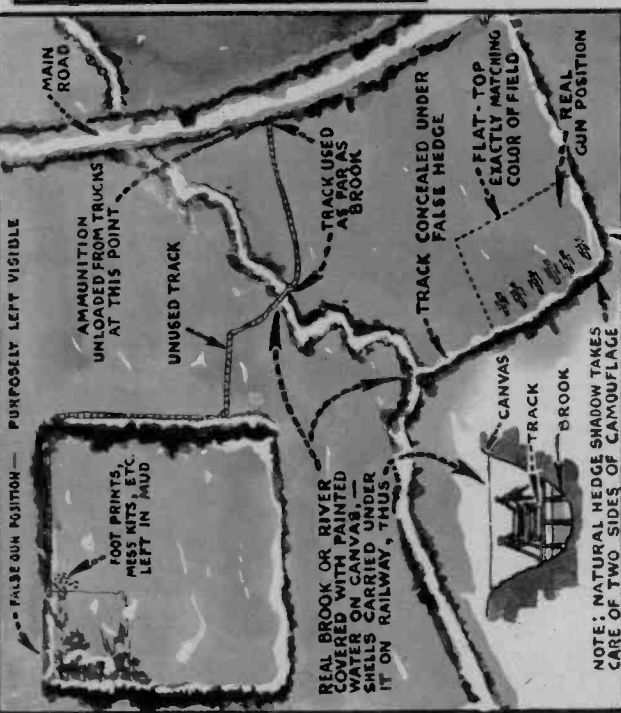 FALSE GUN POSITION — PURPOSELY LEFT VISIBLE
FOOT PRINTS,
MESS KITS, ETC.
LEFT IN MUD
AMMUNITION
UNLOADED FROM TRUCKS
AT THIS POINT
MAIN
ROAD
UNUSED TRACK
TRACK USED
AS FAR AS
BROOK
REAL BROOK OR RIVER
COVERED WITH PAINTED
WATER ON CANVAS, —
SHELLS CARRIED UNDER
IT ON RAILWAY, THUS
TRACK CONCEALED UNDER
FALSE HEDGE
FLAT-TOP
EXACTLY MATCHING
COLOR OF FIELD
REAL
GUN POSITION
CANVAS
TRACK
BROOK
NOTE: NATURAL HEDGE SHADOW TAKES
CARE OF TWO SIDES OF CAMOUFLAGE